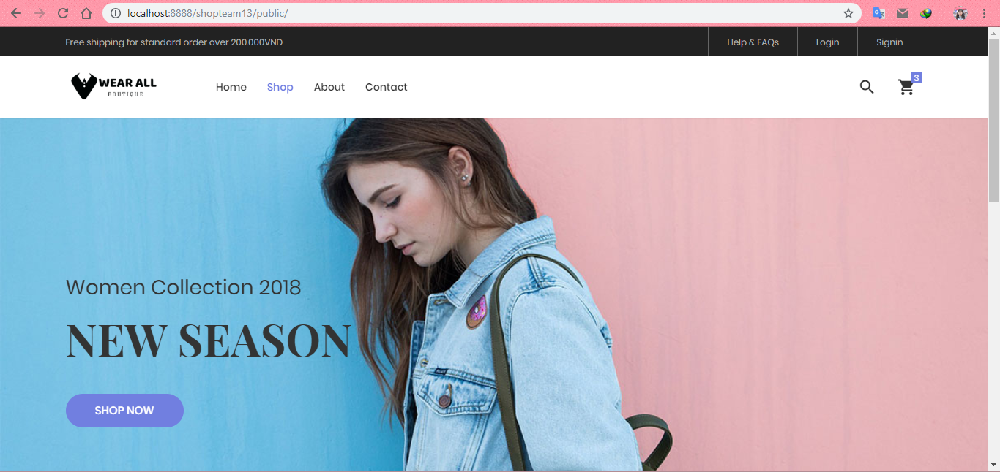 localhost:8888/shopteam13/public/
Free shipping for standard order over 200.000VND
Help & FAQs
Login
Signin
WEAR ALL
BOUTIQUE
Home
Shop
About
Contact
3
Women Collection 2018
NEW SEASON
SHOP NOW